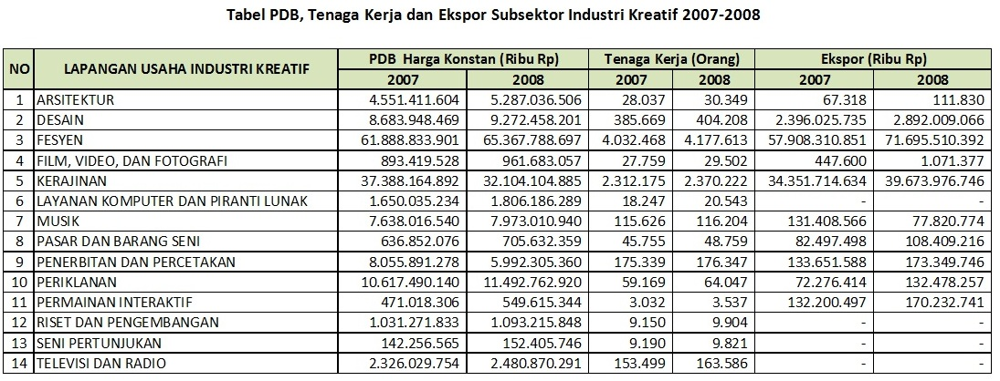 Tabel PDB, Tenaga Kerja dan Ekspor Subsektor Industri Kreatif 2007-2008
NO LAPANGAN USAHA INDUSTRI KREATIF PDB Harga Konstan (Ribu Rp) Tenaga Kerja (Orang) Ekspor (Ribu Rp)
2007 2008 2007 2008 2007 2008
1 ARSITEKTUR 4.551.411.604 5.287.036.506 28.037 30.349 67.318 111.830
2 DESAIN 8.683.948.469 9.272.458.201 385.669 404.208 2.396.025.735 2.892.009.066
3 FESYEN 61.888.833.901 65.367.788.697 4.032.468 4.177.613 57.908.310.851 71.695.510.392
4 FILM, VIDEO, DAN FOTOGRAFI 893.419.528 961.683.057 27.759 29.502 447.600 1.071.377
5 KERAJINAN 37.388.164.892 32.104.104.885 2.312.175 2.370.222 34.351.714.634 39.673.976.746
6 LAYANAN KOMPUTER DAN PIRANTI LUNAK 1.650.035.234 1.806.186.289 18.247 20.543 - -
7 MUSIK 7.638.016.540 7.973.010.940 115.626 116.204 131.408.566 77.820.774
8 PASAR DAN BARANG SENI 636.852.076 705.632.359 45.755 48.759 82.497.498 108.409.216
9 PENERBITAN DAN PERCETAKAN 8.055.891.278 5.992.305.360 175.339 176.347 133.651.588 173.349.746
10 PERIKLANAN 10.617.490.140 11.492.762.920 59.169 64.047 72.276.414 132.478.257
11 PERMAINAN INTERAKTIF 471.018.306 549.615.344 3.032 3.537 132.200.497 170.232.741
12 RISET DAN PENGEMBANGAN 1.031.271.833 1.093.215.848 9.150 9.904 - -
13 SENI PERTUNJUKAN 142.256.565 152.405.746 9.190 9.821 - -
14 TELEVISI DAN RADIO 2.326.029.754 2.480.870.291 153.499 163.586 - -